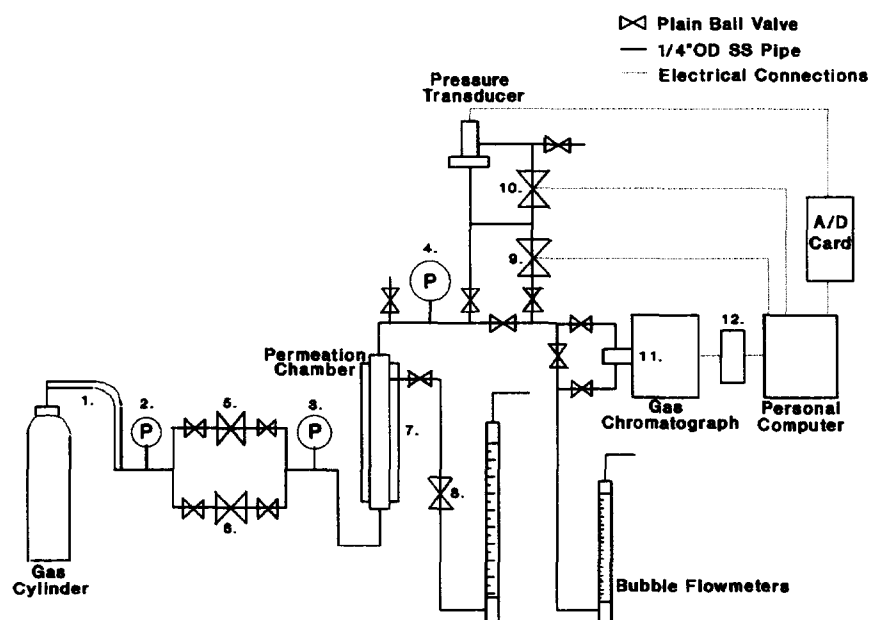 Plain Ball Valve
1/4"OD SS Pipe
Electrical Connections
Pressure
Transducer
10.
A/D
Card
4.
9.
P
12.
Permeation
Chamber
11.
1.
2.
5.
3.
Gas
Chromatograph
Personal
Computer
P
P
7.
8.
6.
Gas
Cylinder
Bubble Flowmeters